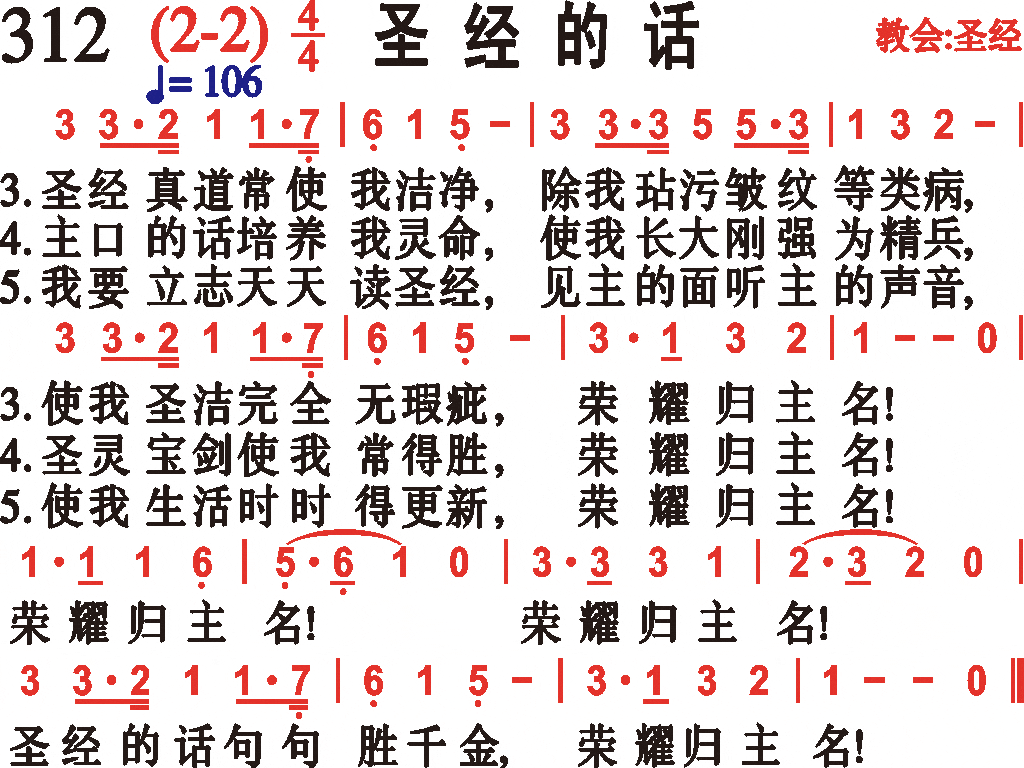 312 (2-2) 4/4 圣经的话 教会:圣经
♩= 106
3 3·2 1 1·7 | 6 1 5 - | 3 3·3 5 5·3 | 1 3 2 - |
3.圣经真道常使我洁净, 除我玷污皱纹等类病,
4.主口的话培养我灵命, 使我长大刚强为精兵,
5.我要立志天天读圣经, 见主的面听主的声音,
3 3·2 1 1·7 | 6 1 5 - | 3·1 3 2 | 1 - - 0 |
3.使我圣洁完全无瑕疵, 荣耀归主名!
4.圣灵宝剑使我常得胜, 荣耀归主名!
5.使我生活时时得更新, 荣耀归主名!
1·1 1 6 | 5·6 1 0 | 3·3 3 1 | 2·3 2 0 |
荣耀归主名! 荣耀归主名!
3 3·2 1 1·7 | 6 1 5 - | 3·1 3 2 | 1 - - 0 ‖
圣经的话句句胜千金, 荣耀归主名!